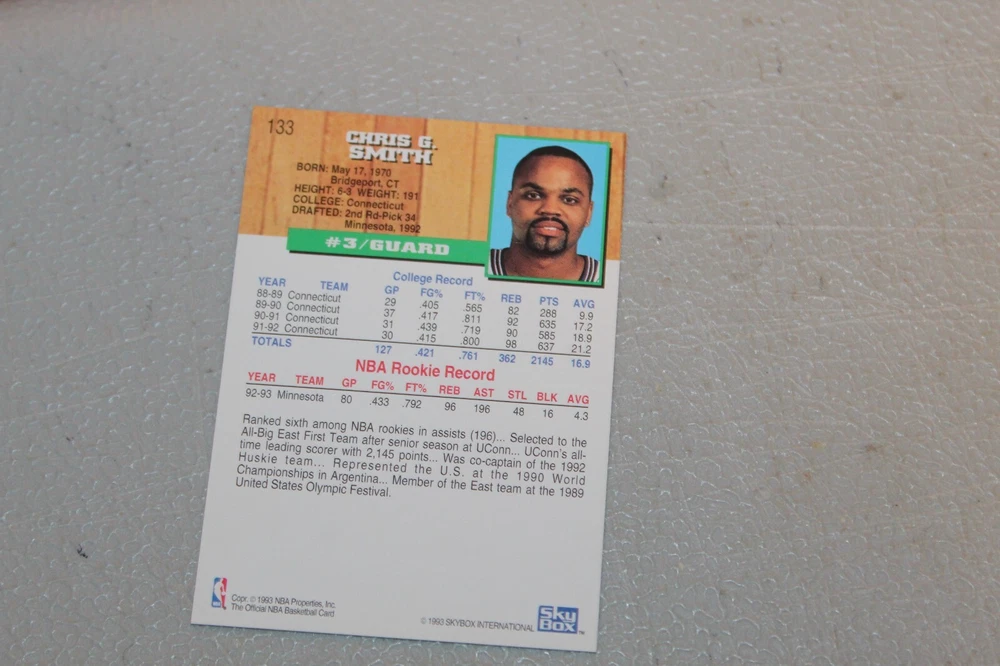 133
CHRIS G.
SMITH
BORN: May 17, 1970
Bridgeport, CT
HEIGHT: 6-3 WEIGHT: 191
COLLEGE: Connecticut
DRAFTED: 2nd Rd-Pick 34
Minnesota, 1992
#3/GUARD
College Record
YEAR TEAM GP FG% FT% REB PTS AVG
88-89 Connecticut 29 .405 .565 82 288 9.9
89-90 Connecticut 37 .417 .811 92 635 17.2
90-91 Connecticut 31 .439 .719 90 585 18.9
91-92 Connecticut 30 .415 .800 98 637 21.2
TOTALS 127 .421 .761 362 2145 16.9
NBA Rookie Record
YEAR TEAM GP FG% FT% REB AST STL BLK AVG
92-93 Minnesota 80 .433 .792 96 196 48 16 4.3
Ranked sixth among NBA rookies in assists (196)... Selected to the
All-Big East First Team after senior season at UConn... UConn's all-
time leading scorer with 2,145 points... Was co-captain of the 1992
Huskie team... Represented the U.S. at the 1990 World
Championships in Argentina... Member of the East team at the 1989
United States Olympic Festival.
Copr. © 1993 NBA Properties, Inc.
The Official NBA Basketball Card
© 1993 SKYBOX INTERNATIONAL
SkyBox™